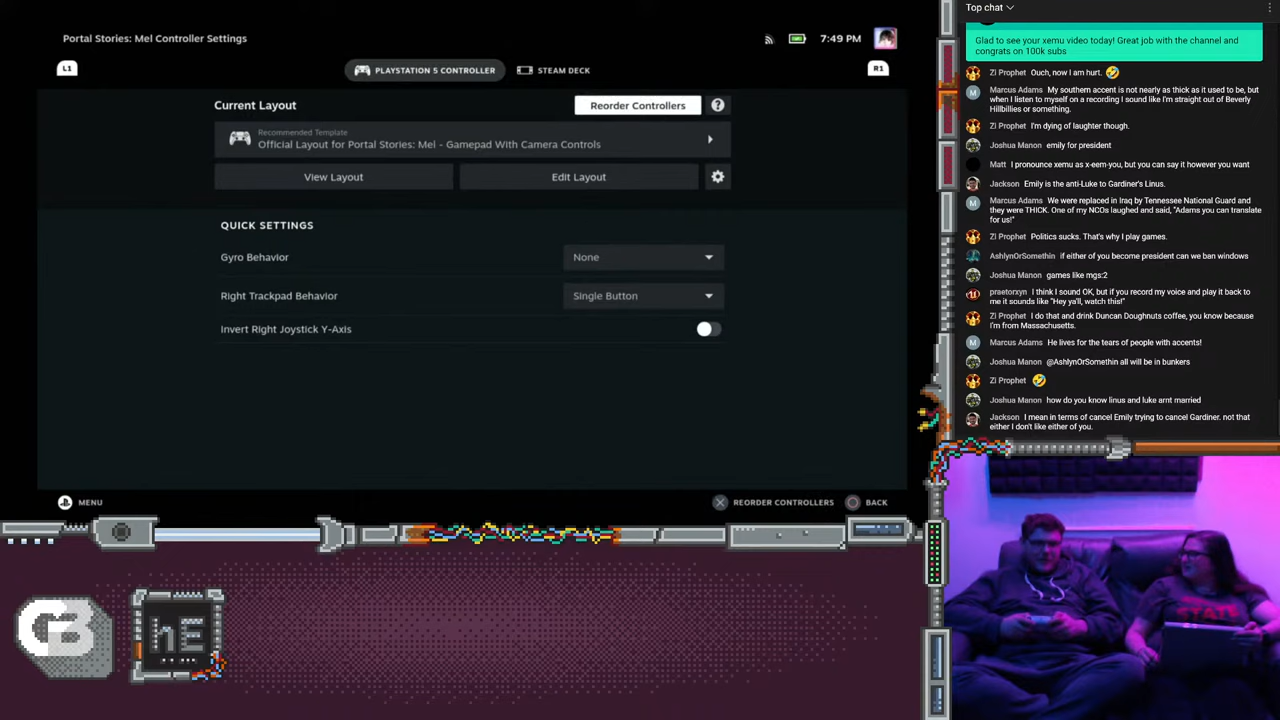 Portal Stories: Mel Controller Settings
7:49 PM
L1
PLAYSTATION 5 CONTROLLER
STEAM DECK
R1
Current Layout
Reorder Controllers
?
Recommended Template
Official Layout for Portal Stories: Mel - Gamepad With Camera Controls
View Layout
Edit Layout
QUICK SETTINGS
Gyro Behavior
None
Right Trackpad Behavior
Single Button
Invert Right Joystick Y-Axis
MENU
REORDER CONTROLLERS
BACK
GB
hE
Top chat
Glad to see your xemu video today! Great job with the channel and
congrats on 100k subs
Zi Prophet Ouch, now I am hurt. 🤣
M Marcus Adams My southern accent is not nearly as thick as it used to be, but
when I listen to myself on a recording I sound like I'm straight out of Beverly
Hillbillies or something.
Zi Prophet I'm dying of laughter though.
Joshua Manon emily for president
Matt I pronounce xemu as x-eem-you, but you can say it however you want
Jackson Emily is the anti-Luke to Gardiner's Linus.
M Marcus Adams We were replaced in Iraq by Tennessee National Guard and
they were THICK. One of my NCOs laughed and said, "Adams you can translate
for us!"
Zi Prophet Politics sucks. That's why I play games.
AshlynOrSomethin if either of you become president can we ban windows
Joshua Manon games like mgs:2
praetorxyn I think I sound OK, but if you record my voice and play it back to
me it sounds like "Hey ya'll, watch this!"
Zi Prophet I do that and drink Duncan Doughnuts coffee, you know because
I'm from Massachusetts.
M Marcus Adams He lives for the tears of people with accents!
Joshua Manon @AshlynOrSomethin all will be in bunkers
Zi Prophet 🤣
Joshua Manon how do you know linus and luke arnt married
Jackson I mean in terms of cancel Emily trying to cancel Gardiner. not that
either I don't like either of you.
STATE